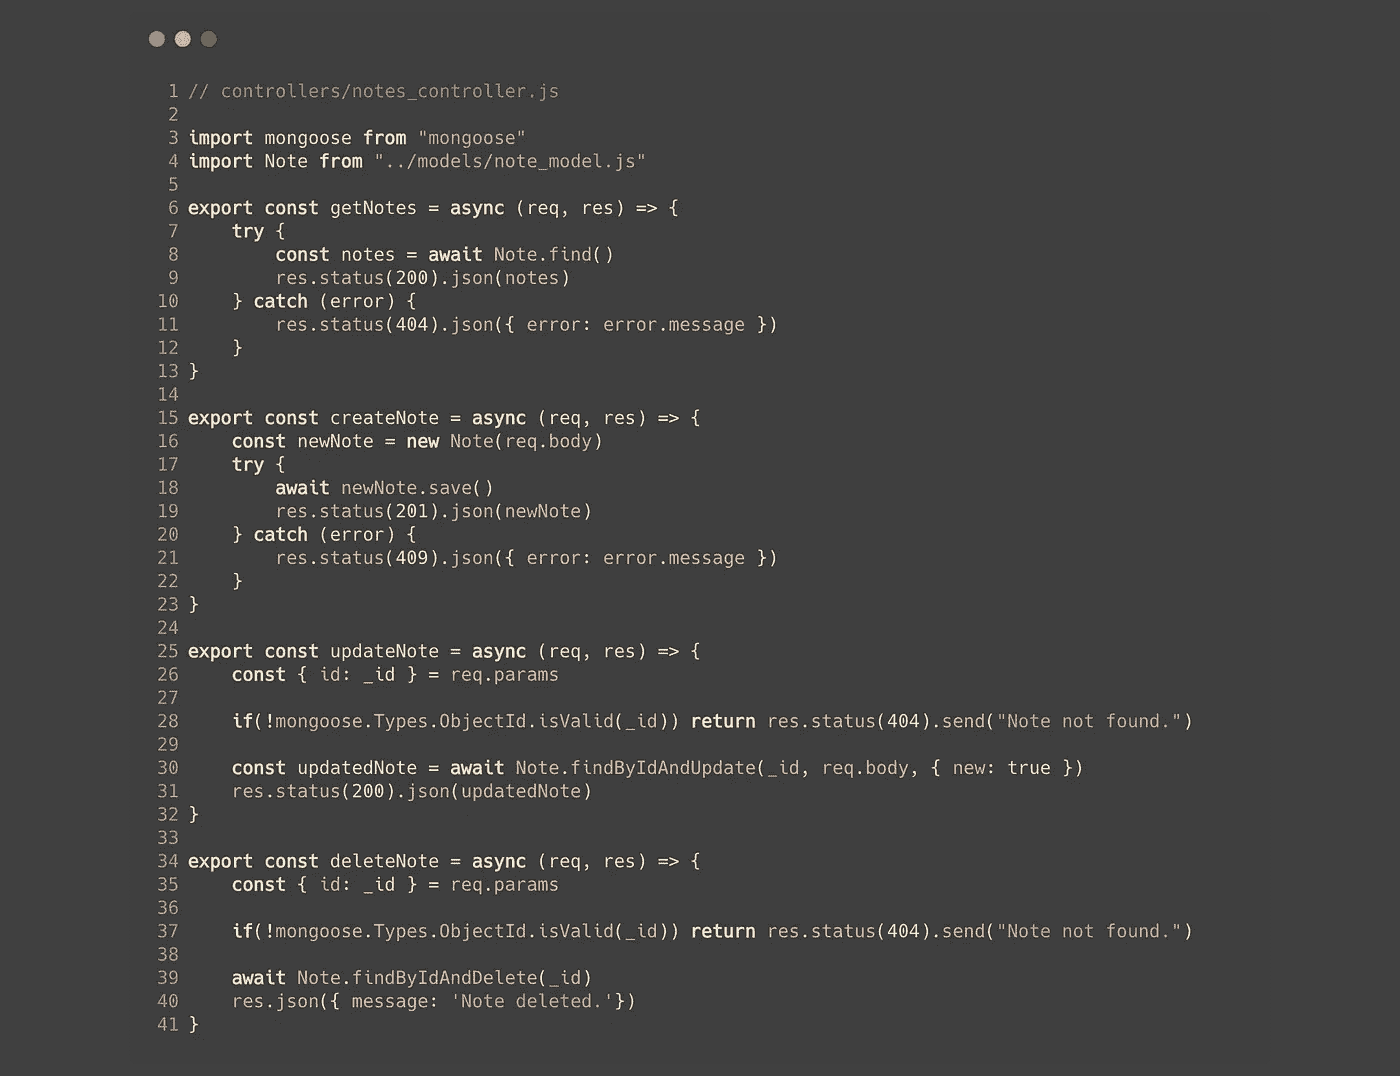 1 // controllers/notes_controller.js
2
3 import mongoose from "mongoose"
4 import Note from "../models/note_model.js"
5
6 export const getNotes = async (req, res) => {
7     try {
8         const notes = await Note.find()
9         res.status(200).json(notes)
10     } catch (error) {
11         res.status(404).json({ error: error.message })
12     }
13 }
14
15 export const createNote = async (req, res) => {
16     const newNote = new Note(req.body)
17     try {
18         await newNote.save()
19         res.status(201).json(newNote)
20     } catch (error) {
21         res.status(409).json({ error: error.message })
22     }
23 }
24
25 export const updateNote = async (req, res) => {
26     const { id: _id } = req.params
27
28     if(!mongoose.Types.ObjectId.isValid(_id)) return res.status(404).send("Note not found.")
29
30     const updatedNote = await Note.findByIdAndUpdate(_id, req.body, { new: true })
31     res.status(200).json(updatedNote)
32 }
33
34 export const deleteNote = async (req, res) => {
35     const { id: _id } = req.params
36
37     if(!mongoose.Types.ObjectId.isValid(_id)) return res.status(404).send("Note not found.")
38
39     await Note.findByIdAndDelete(_id)
40     res.json({ message: 'Note deleted.'})
41 }